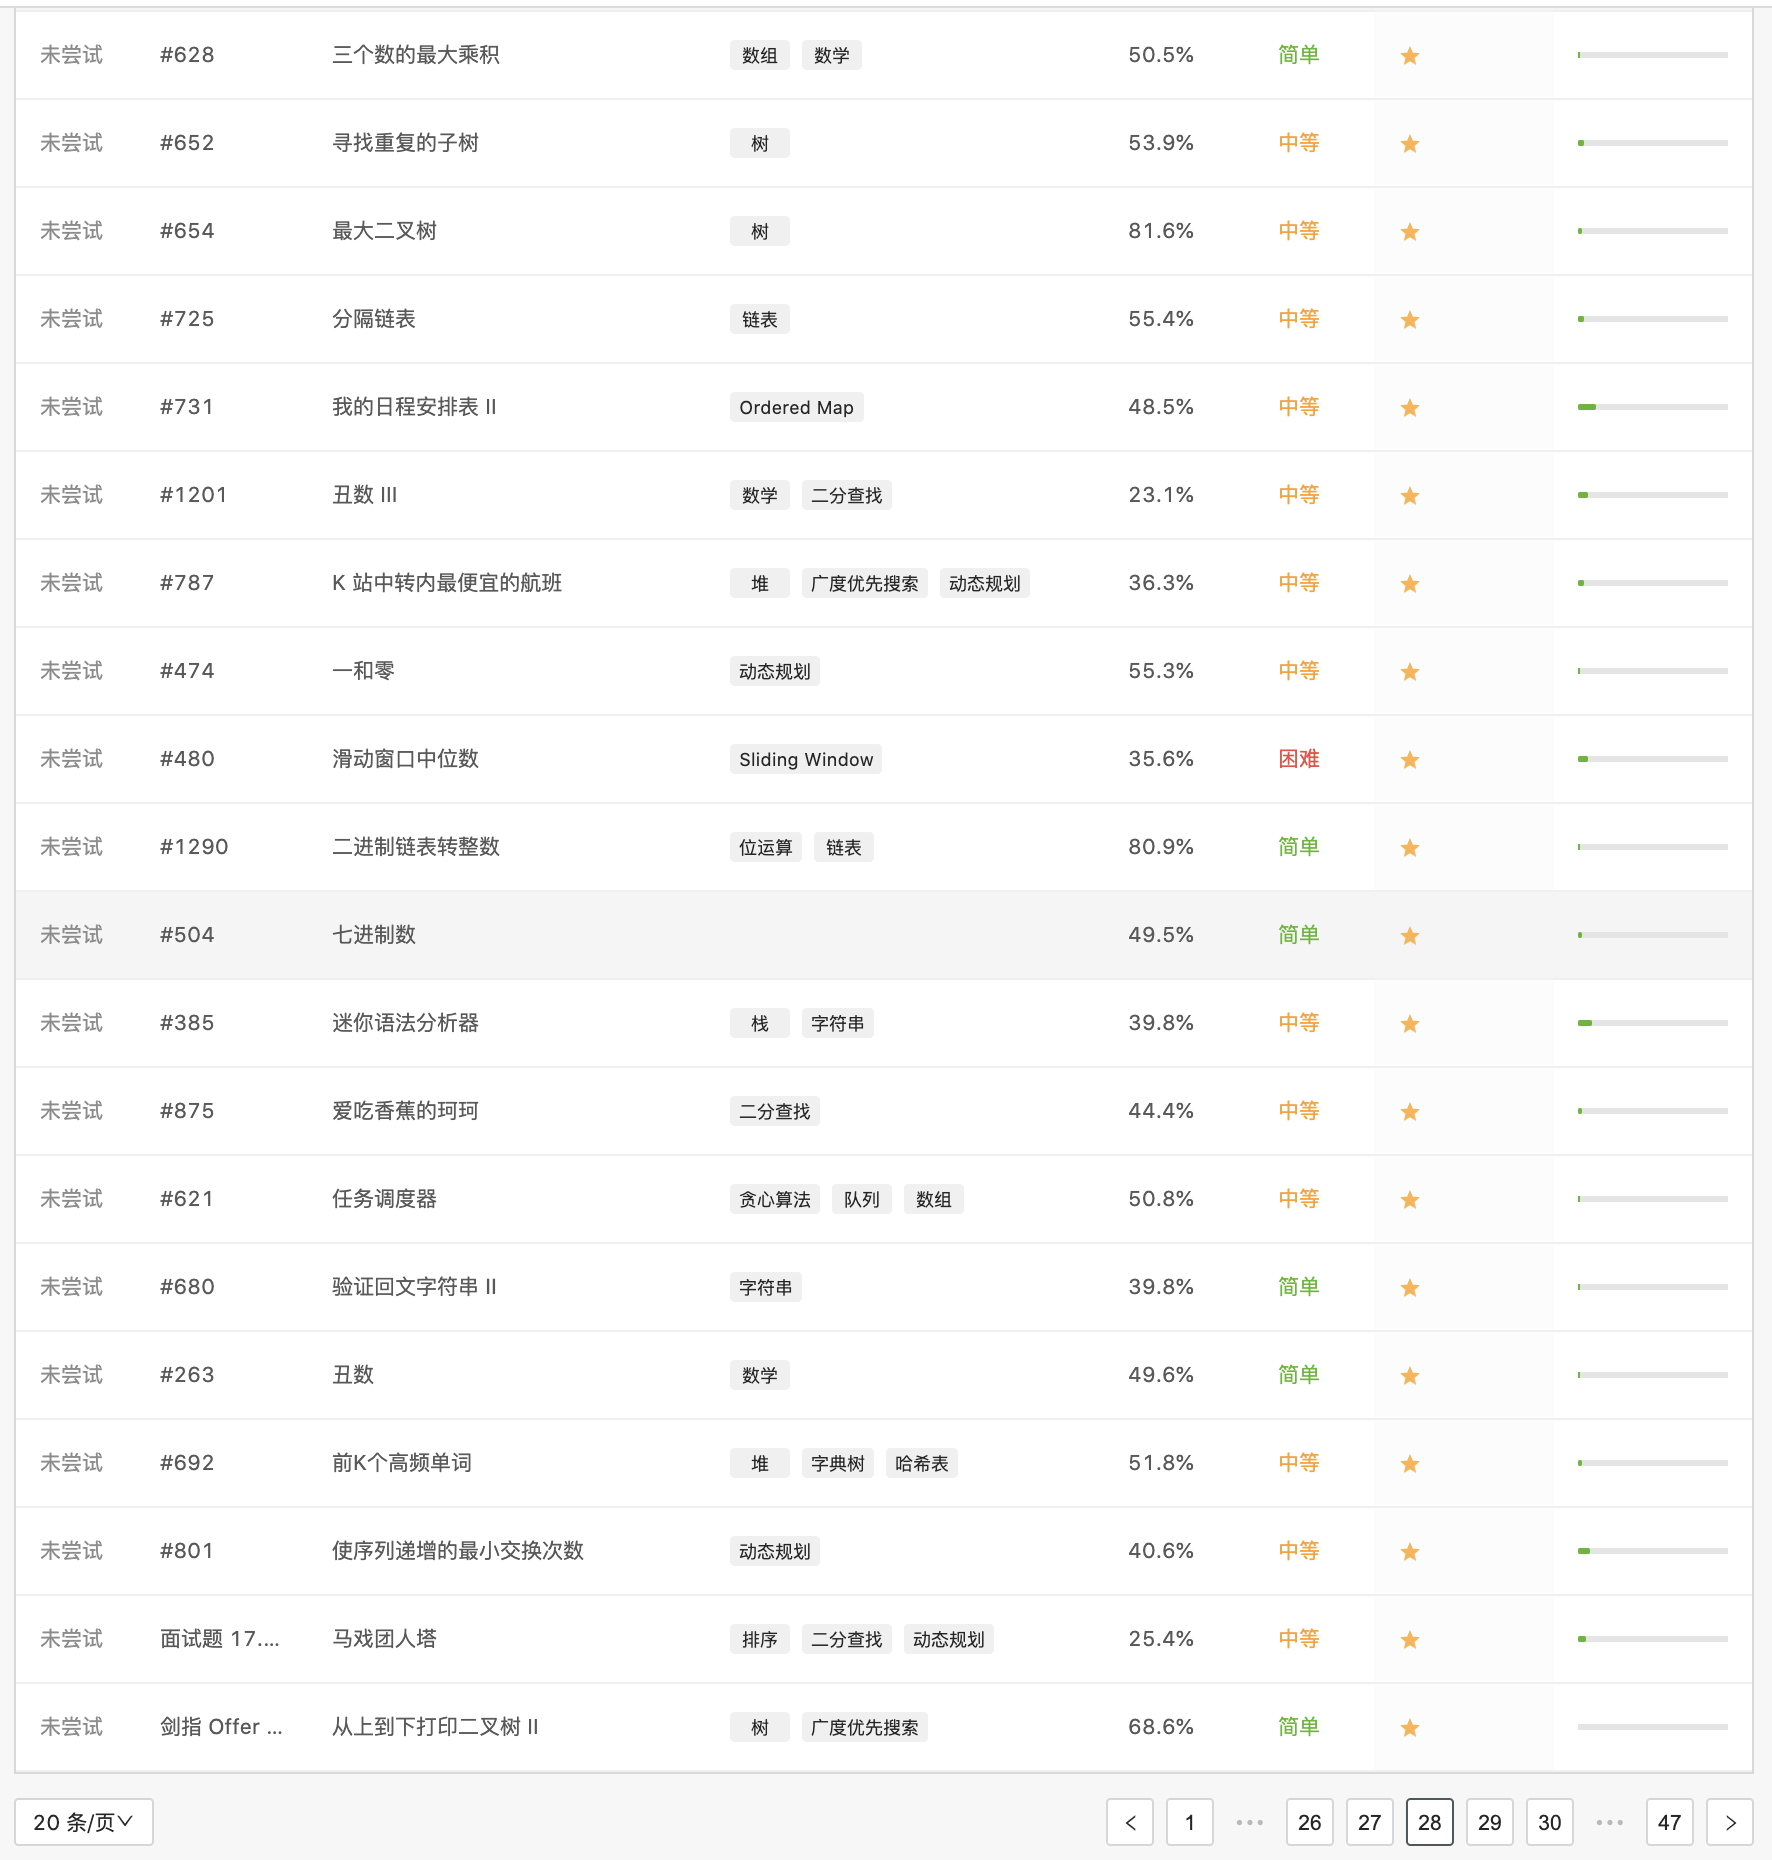 未尝试 #628 三个数的最大乘积 数组 数学 50.5% 简单
未尝试 #652 寻找重复的子树 树 53.9% 中等
未尝试 #654 最大二叉树 树 81.6% 中等
未尝试 #725 分隔链表 链表 55.4% 中等
未尝试 #731 我的日程安排表 II Ordered Map 48.5% 中等
未尝试 #1201 丑数 III 数学 二分查找 23.1% 中等
未尝试 #787 K 站中转内最便宜的航班 堆 广度优先搜索 动态规划 36.3% 中等
未尝试 #474 一和零 动态规划 55.3% 中等
未尝试 #480 滑动窗口中位数 Sliding Window 35.6% 困难
未尝试 #1290 二进制链表转整数 位运算 链表 80.9% 简单
未尝试 #504 七进制数 49.5% 简单
未尝试 #385 迷你语法分析器 栈 字符串 39.8% 中等
未尝试 #875 爱吃香蕉的珂珂 二分查找 44.4% 中等
未尝试 #621 任务调度器 贪心算法 队列 数组 50.8% 中等
未尝试 #680 验证回文字符串 II 字符串 39.8% 简单
未尝试 #263 丑数 数学 49.6% 简单
未尝试 #692 前K个高频单词 堆 字典树 哈希表 51.8% 中等
未尝试 #801 使序列递增的最小交换次数 动态规划 40.6% 中等
未尝试 面试题 17.... 马戏团人塔 排序 二分查找 动态规划 25.4% 中等
未尝试 剑指 Offer ... 从上到下打印二叉树 II 树 广度优先搜索 68.6% 简单
20 条/页 < 1 ••• 26 27 28 29 30 ••• 47 >